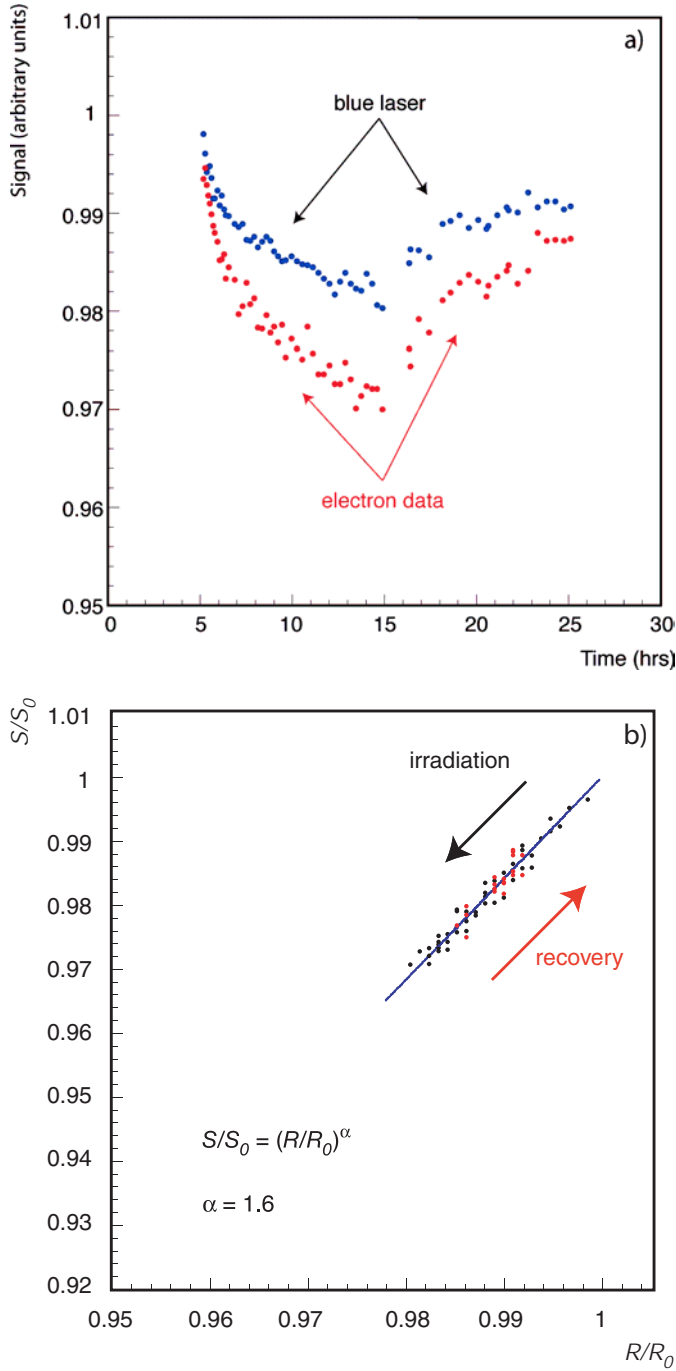 a)
Signal (arbitrary units)
1.01
1
0.99
0.98
0.97
0.96
0.95
blue laser
electron data
0 5 10 15 20 25 30
Time (hrs)
b)
S/S0
1.01
1
0.99
0.98
0.97
0.96
0.95
0.94
0.93
0.92
irradiation
recovery
S/S0 = (R/R0)^α
α = 1.6
0.95 0.96 0.97 0.98 0.99 1
R/R0